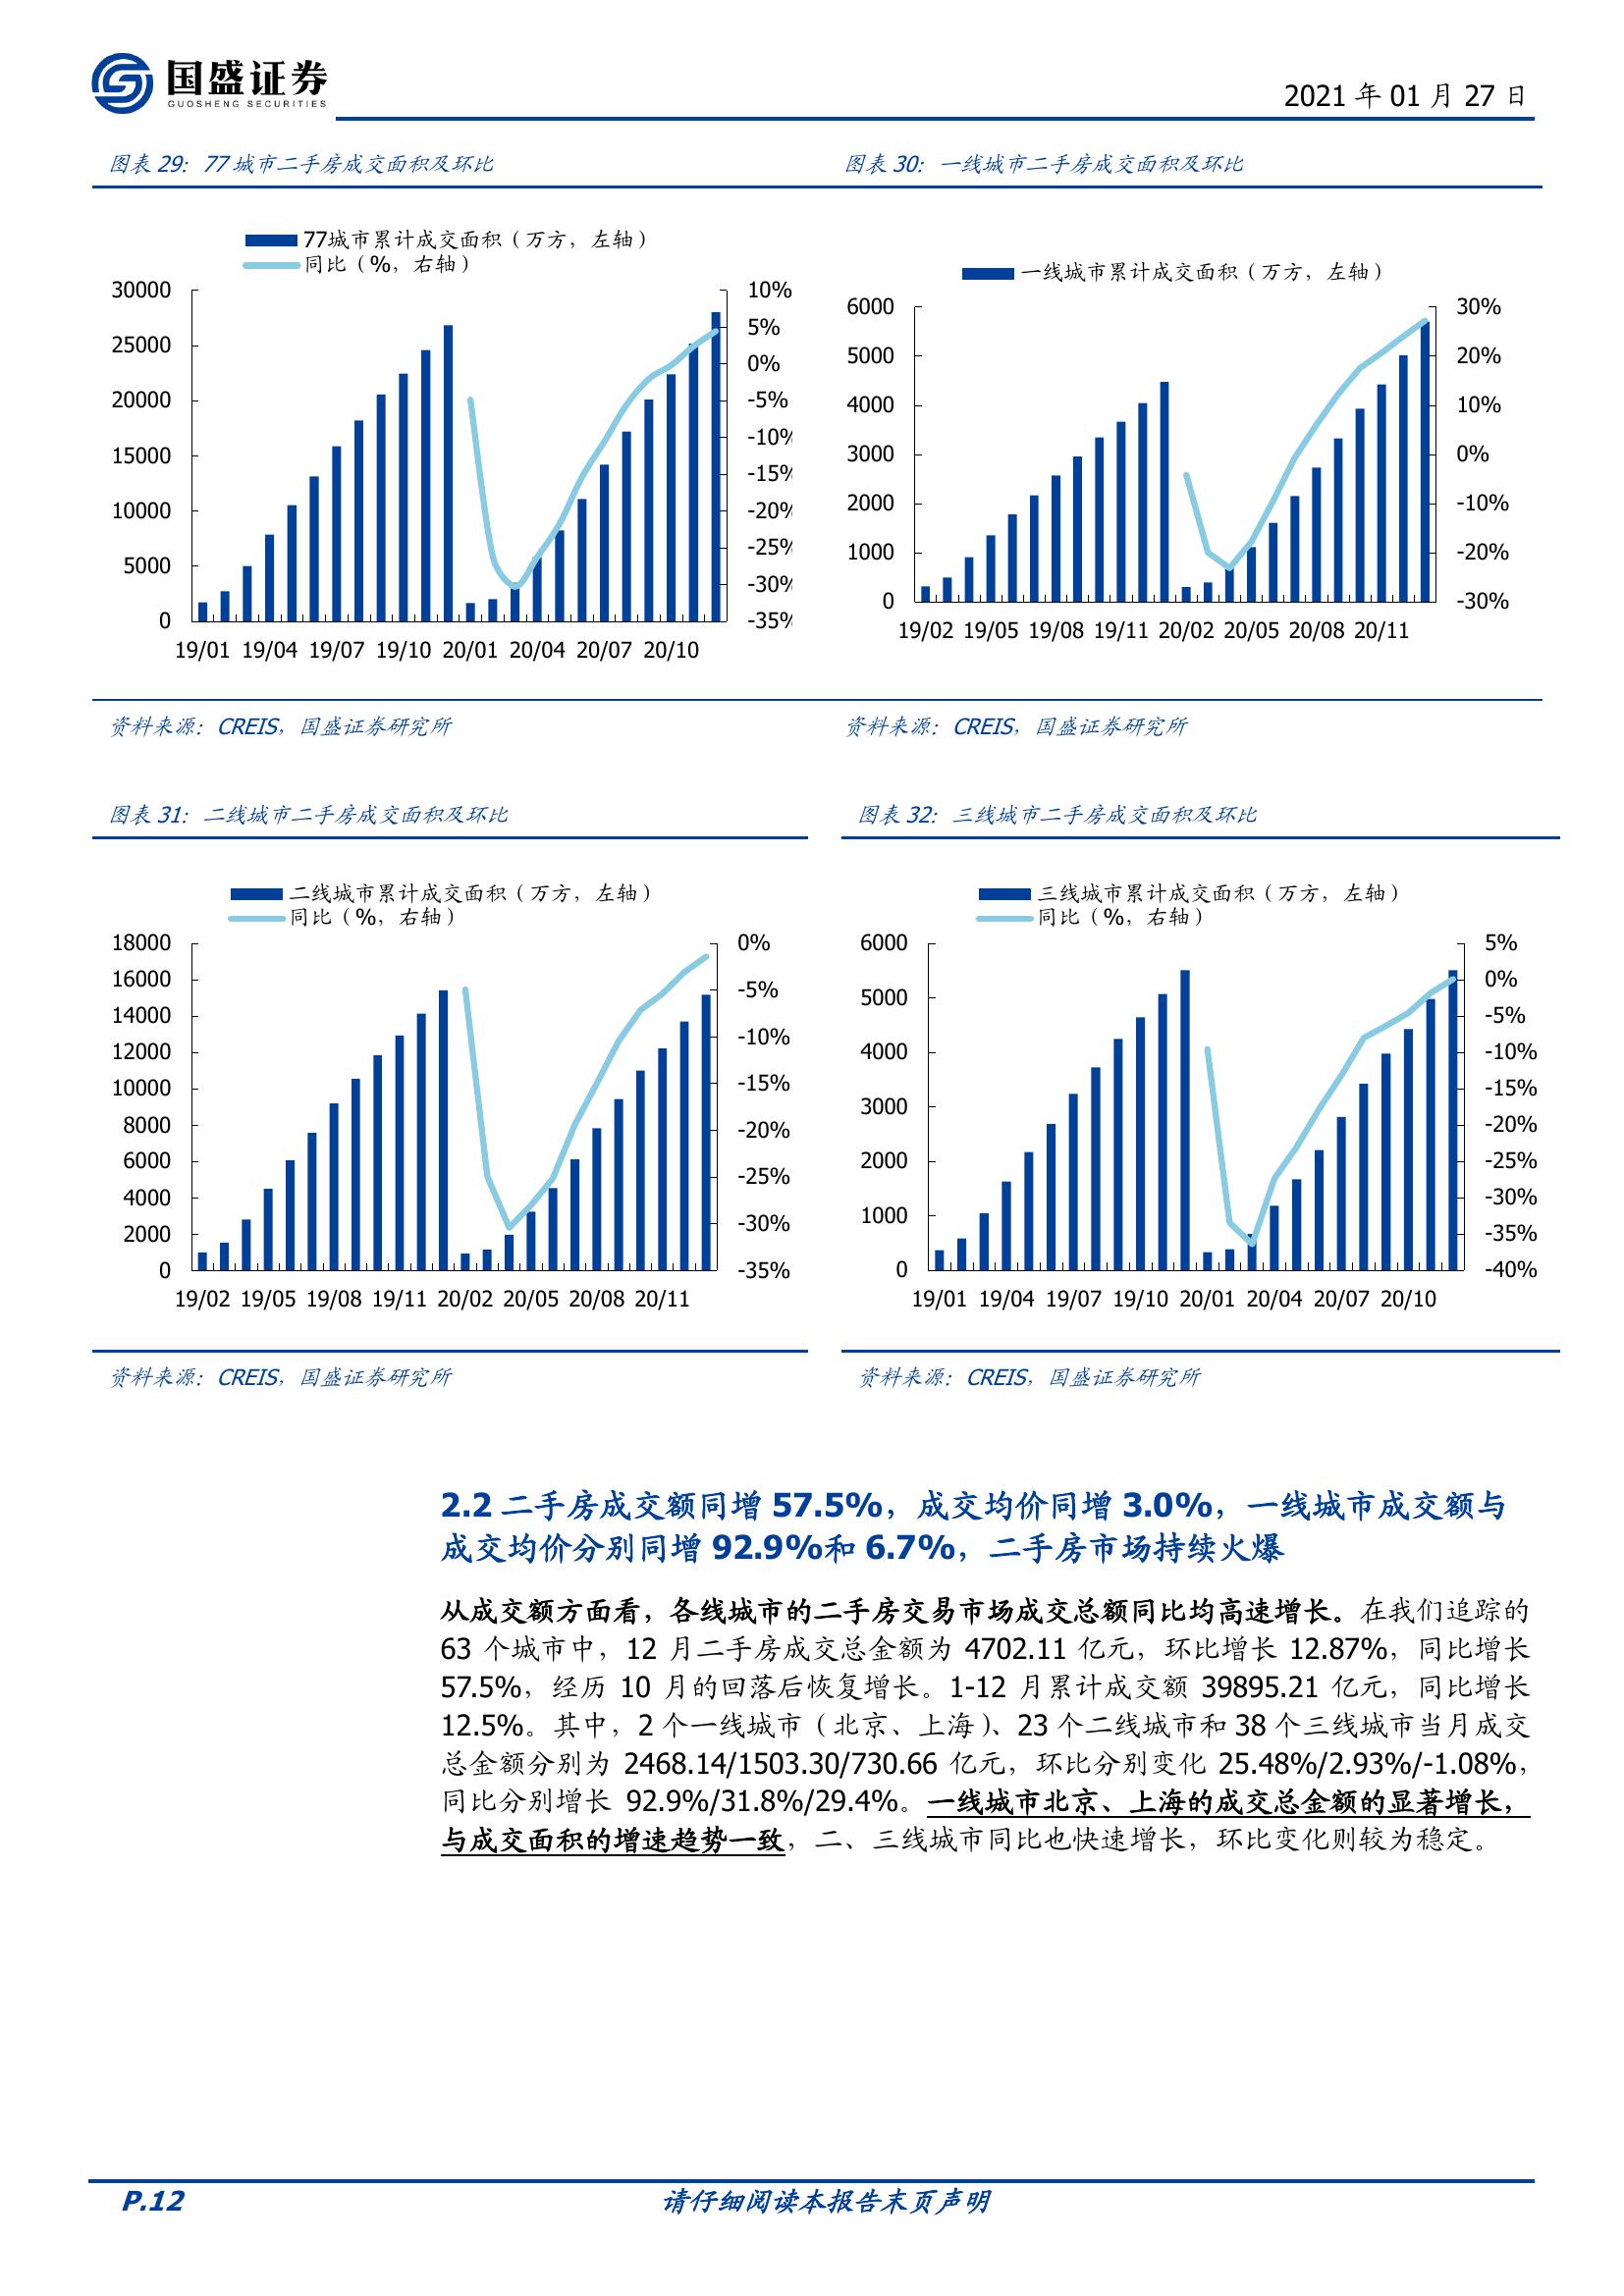 国盛证券
GUOSHENG SECURITIES
2021 年 01 月 27 日
图表 29：77 城市二手房成交面积及环比
图表 30：一线城市二手房成交面积及环比
77城市累计成交面积（万方，左轴）
同比（%，右轴）
30000
25000
20000
15000
10000
5000
0
10%
5%
0%
-5%
-10%
-15%
-20%
-25%
-30%
-35%
19/01 19/04 19/07 19/10 20/01 20/04 20/07 20/10
一线城市累计成交面积（万方，左轴）
6000
5000
4000
3000
2000
1000
0
30%
20%
10%
0%
-10%
-20%
-30%
19/02 19/05 19/08 19/11 20/02 20/05 20/08 20/11
资料来源：CREIS，国盛证券研究所
资料来源：CREIS，国盛证券研究所
图表 31：二线城市二手房成交面积及环比
图表 32：三线城市二手房成交面积及环比
二线城市累计成交面积（万方，左轴）
同比（%，右轴）
18000
16000
14000
12000
10000
8000
6000
4000
2000
0
0%
-5%
-10%
-15%
-20%
-25%
-30%
-35%
19/02 19/05 19/08 19/11 20/02 20/05 20/08 20/11
三线城市累计成交面积（万方，左轴）
同比（%，右轴）
6000
5000
4000
3000
2000
1000
0
5%
0%
-5%
-10%
-15%
-20%
-25%
-30%
-35%
-40%
19/01 19/04 19/07 19/10 20/01 20/04 20/07 20/10
资料来源：CREIS，国盛证券研究所
资料来源：CREIS，国盛证券研究所
2.2 二手房成交额同增 57.5%，成交均价同增 3.0%，一线城市成交额与
成交均价分别同增 92.9%和 6.7%，二手房市场持续火爆
从成交额方面看，各线城市的二手房交易市场成交总额同比均高速增长。在我们追踪的
63 个城市中，12 月二手房成交总金额为 4702.11 亿元，环比增长 12.87%，同比增长
57.5%，经历 10 月的回落后恢复增长。1-12 月累计成交额 39895.21 亿元，同比增长
12.5%。其中，2 个一线城市（北京、上海）、23 个二线城市和 38 个三线城市当月成交
总金额分别为 2468.14/1503.30/730.66 亿元，环比分别变化 25.48%/2.93%/-1.08%，
同比分别增长 92.9%/31.8%/29.4%。一线城市北京、上海的成交总金额的显著增长，
与成交面积的增速趋势一致，二、三线城市同比也快速增长，环比变化则较为稳定。
P.12
请仔细阅读本报告末页声明